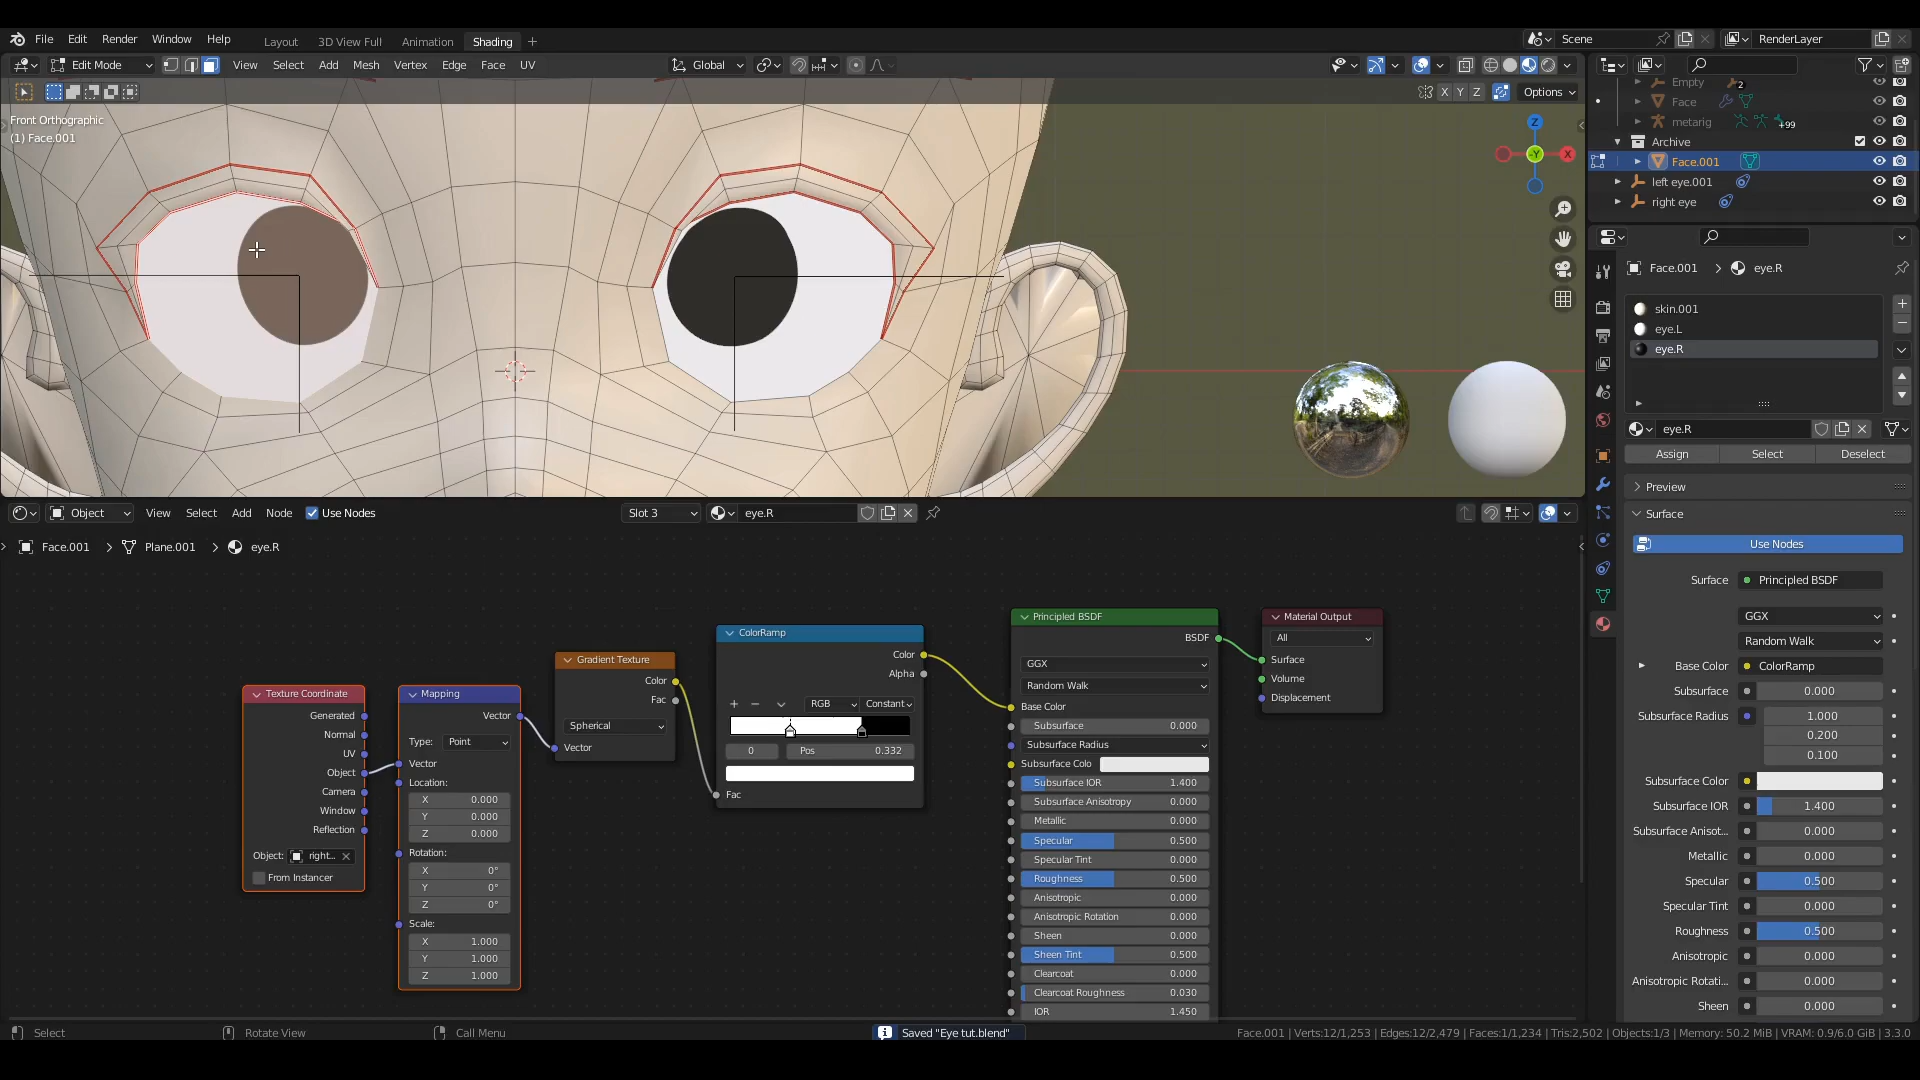 File Edit Render Window Help Layout 3D View Full Animation Shading + Scene RenderLayer
Edit Mode View Select Add Mesh Vertex Edge Face UV Global
X Y Z Options
Front Orthographic
(1) Face.001
Z
-Y X
Empty 2
Face
metarig +99
Archive
Face.001
left eye.001
right eye
Face.001 > eye.R
skin.001
eye.L
eye.R
eye.R
Assign Select Deselect
Preview
Surface
Use Nodes
Surface Principled BSDF
GGX
Random Walk
Base Color ColorRamp
Subsurface 0.000
Subsurface Radius 1.000
0.200
0.100
Subsurface Color
Subsurface IOR 1.400
Subsurface Anisot... 0.000
Metallic 0.000
Specular 0.500
Specular Tint 0.000
Roughness 0.500
Anisotropic 0.000
Anisotropic Rotati... 0.000
Sheen 0.000
Object View Select Add Node Use Nodes Slot 3 eye.R
Face.001 > Plane.001 > eye.R
Texture Coordinate
Generated
Normal
UV
Object
Camera
Window
Reflection
Object: right...
From Instancer
Mapping
Vector
Type: Point
Vector
Location:
X 0.000
Y 0.000
Z 0.000
Rotation:
X 0°
Y 0°
Z 0°
Scale:
X 1.000
Y 1.000
Z 1.000
Gradient Texture
Color
Fac
Spherical
Vector
ColorRamp
Color
Alpha
RGB Constant
0 Pos 0.332
Fac
Principled BSDF
BSDF
GGX
Random Walk
Base Color
Subsurface 0.000
Subsurface Radius
Subsurface Colo
Subsurface IOR 1.400
Subsurface Anisotropy 0.000
Metallic 0.000
Specular 0.500
Specular Tint 0.000
Roughness 0.500
Anisotropic 0.000
Anisotropic Rotation 0.000
Sheen 0.000
Sheen Tint 0.500
Clearcoat 0.000
Clearcoat Roughness 0.030
IOR 1.450
Material Output
All
Surface
Volume
Displacement
Select Rotate View Call Menu Saved "Eye tut.blend" Face.001 | Verts:12/1,253 | Edges:12/2,479 | Faces:1/1,234 | Tris:2,502 | Objects:1/3 | Memory: 50.2 MiB | VRAM: 0.9/6.0 GiB | 3.3.0